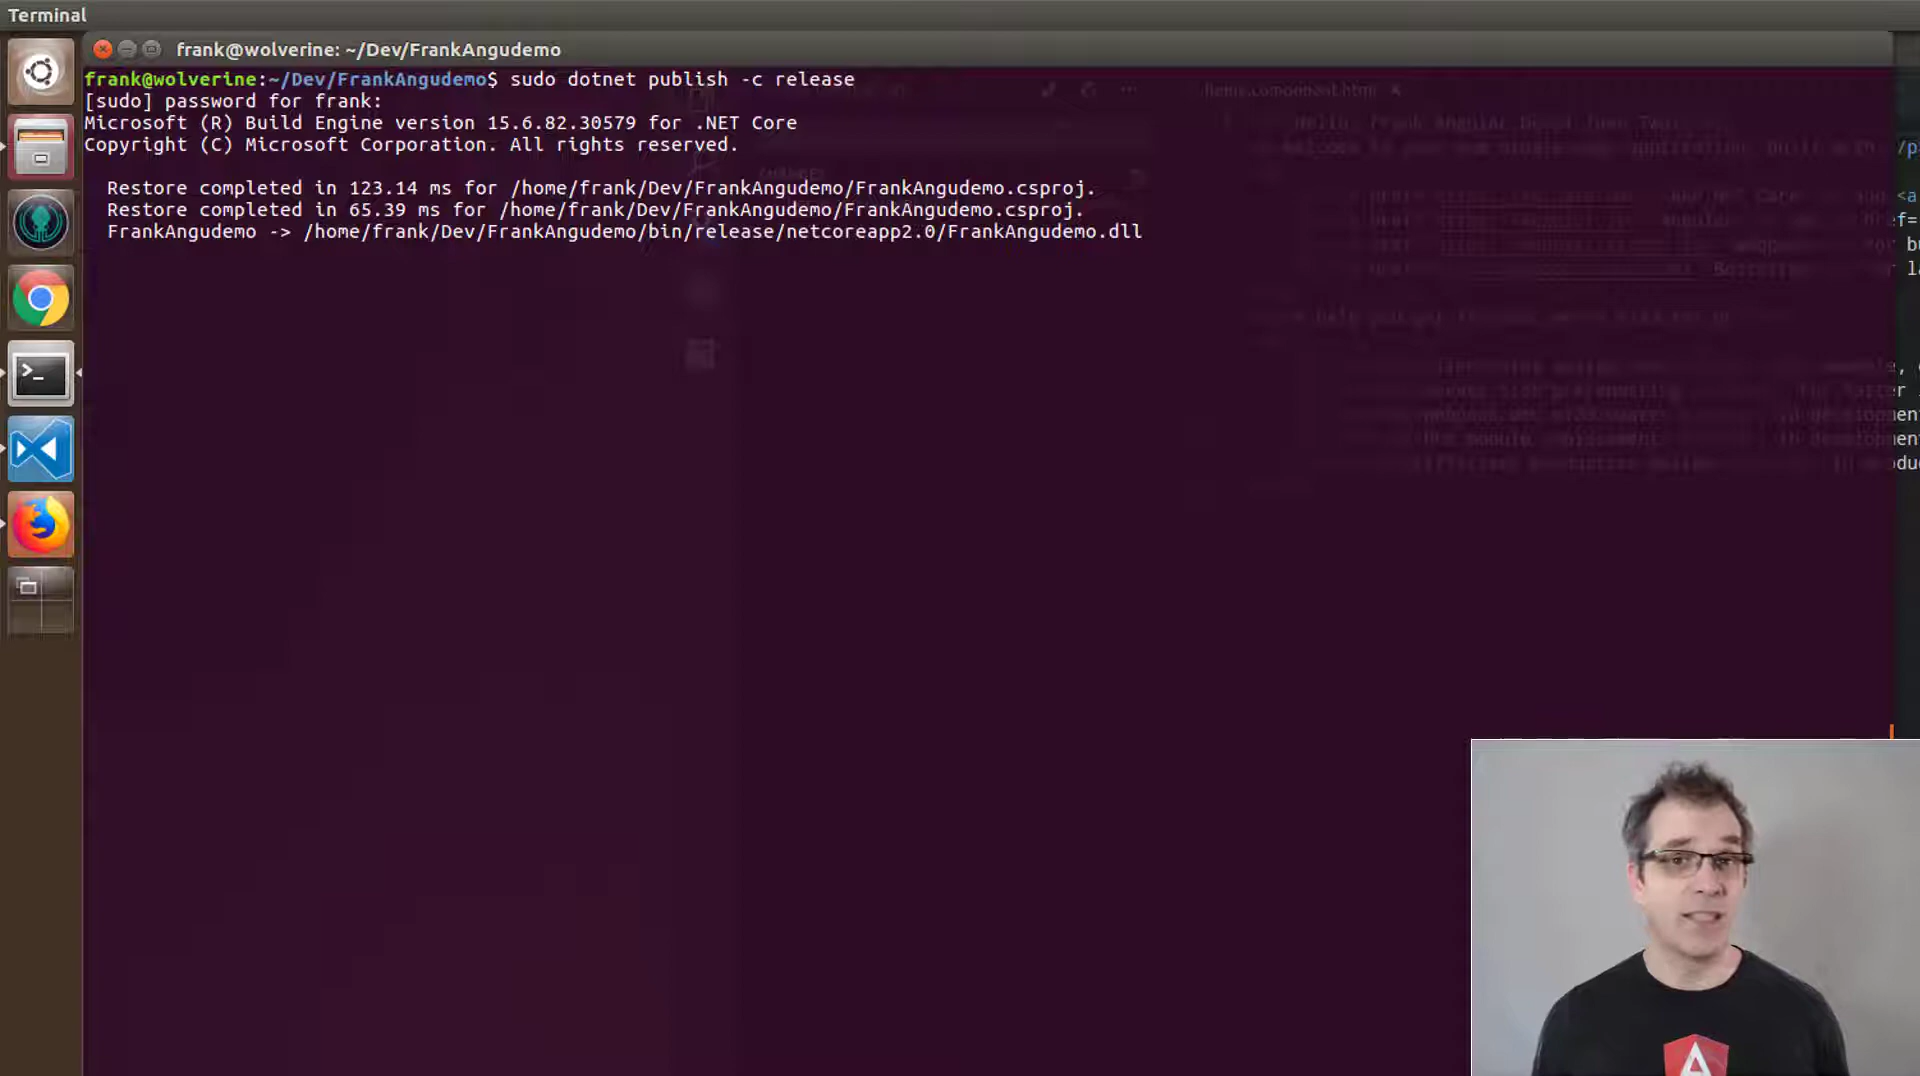 Terminal
frank@wolverine: ~/Dev/FrankAngudemo
frank@wolverine:~/Dev/FrankAngudemo$ sudo dotnet publish -c release
[sudo] password for frank:
Microsoft (R) Build Engine version 15.6.82.30579 for .NET Core
Copyright (C) Microsoft Corporation. All rights reserved.
Restore completed in 123.14 ms for /home/frank/Dev/FrankAngudemo/FrankAngudemo.csproj.
Restore completed in 65.39 ms for /home/frank/Dev/FrankAngudemo/FrankAngudemo.csproj.
FrankAngudemo -> /home/frank/Dev/FrankAngudemo/bin/release/netcoreapp2.0/FrankAngudemo.dll